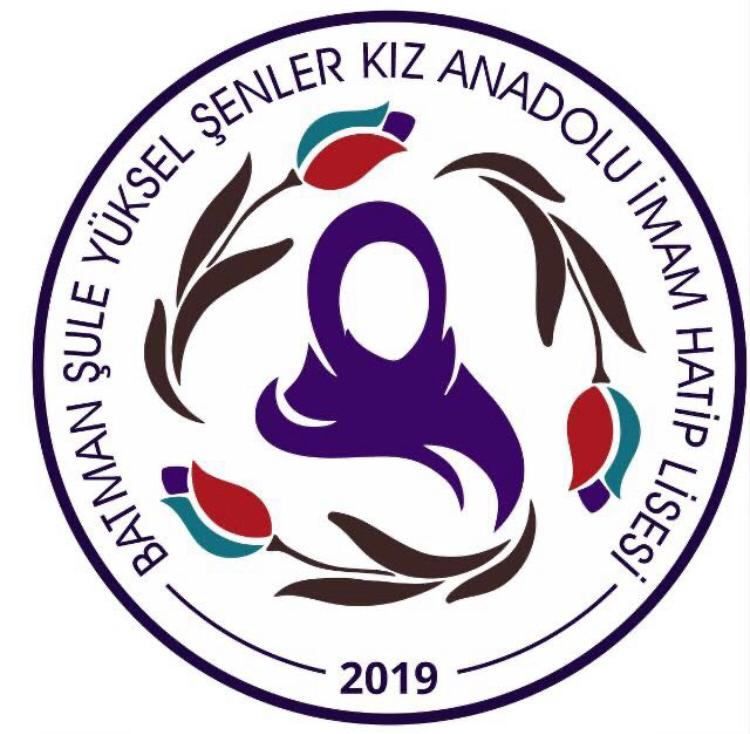 BATMAN ŞULE YÜKSEL ŞENLER KIZ ANADOLU İMAM HATİP LİSESİ
2019